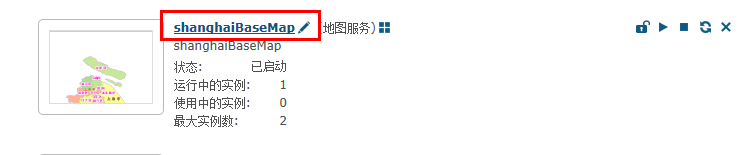 shanghaiBaseMap 地图服务)
shanghaiBaseMap
状态: 已启动
运行中的实例: 1
使用中的实例: 0
最大实例数: 2